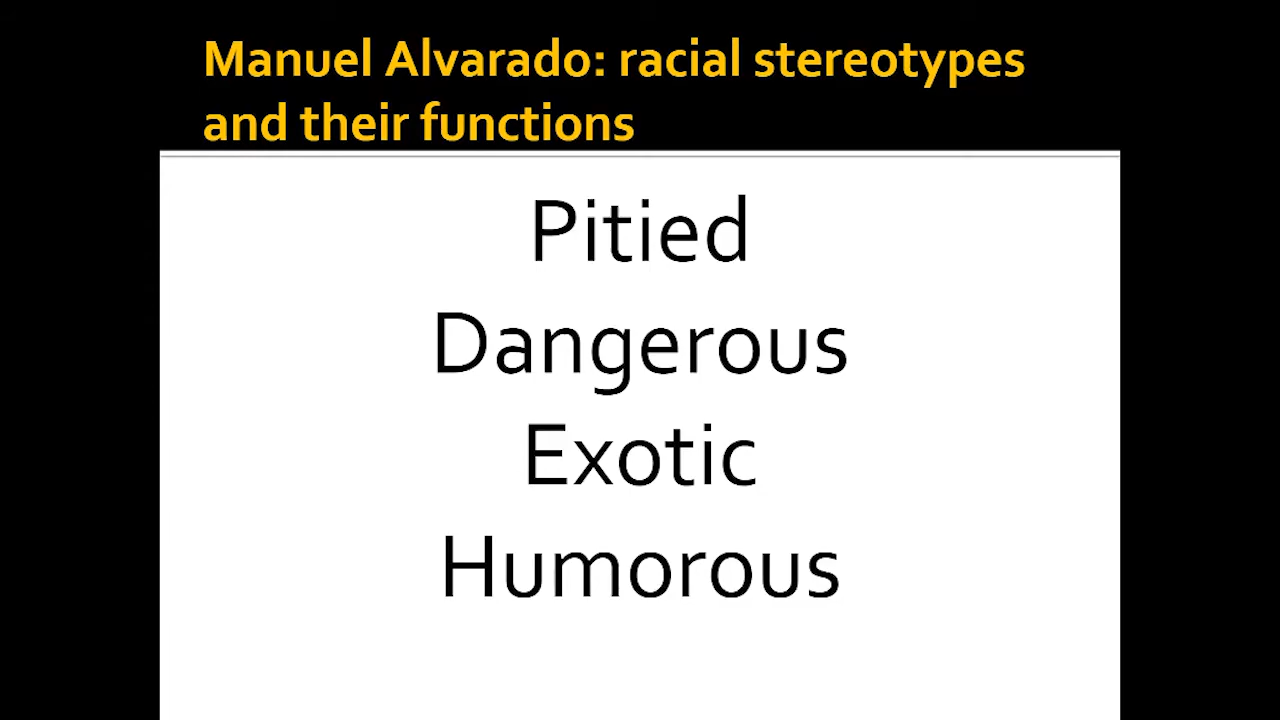 Manuel Alvarado: racial stereotypes
and their functions
Pitied
Dangerous
Exotic
Humorous